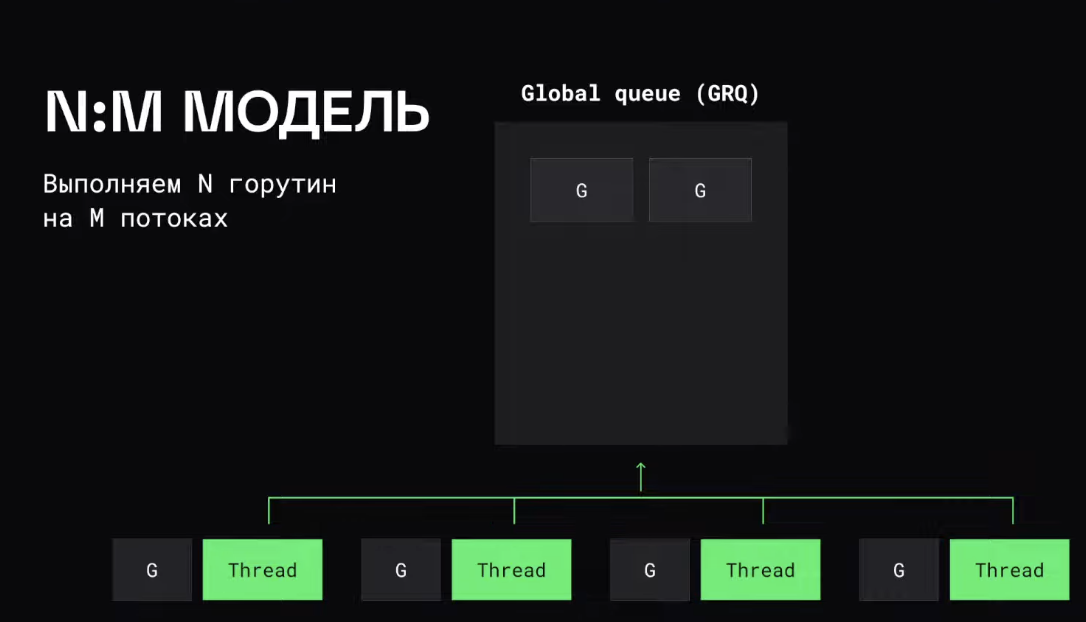 N:M МОДЕЛЬ
Выполняем N горутин
на M потоках
Global queue (GRQ)
G
G
G
Thread
G
Thread
G
Thread
G
Thread